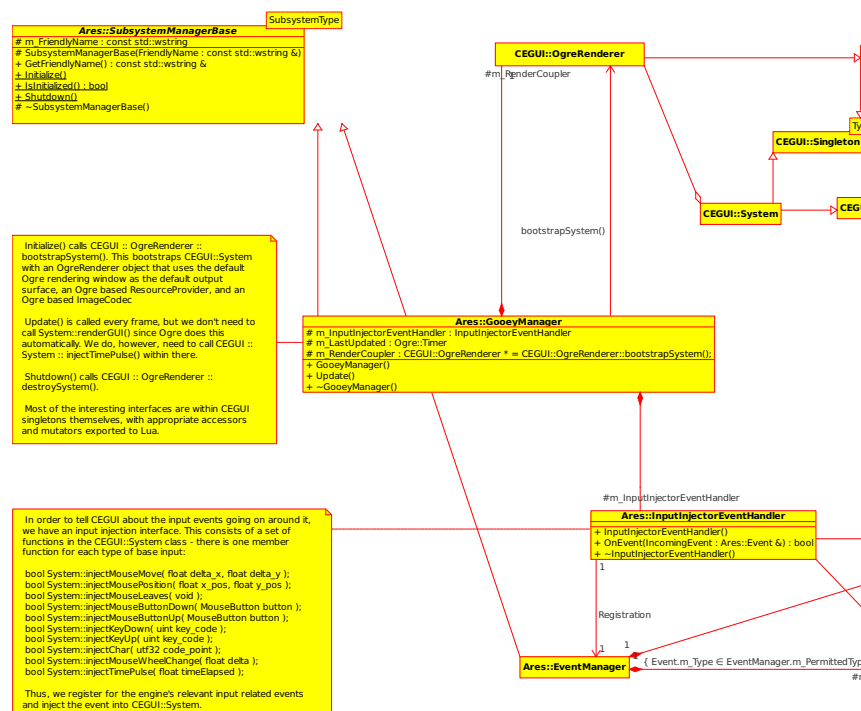 SubsystemType
Ares::SubsystemManagerBase
# m_FriendlyName : const std::wstring
# SubsystemManagerBase(FriendlyName : const std::wstring &)
+ GetFriendlyName() : const std::wstring &
+ Initialize()
+ IsInitialized() : bool
+ Shutdown()
# ~SubsystemManagerBase()
CEGUI::OgreRenderer
#m_RenderCoupler
1
Ty
CEGUI::Singleton
CEGUI::System
CEGU
bootstrapSystem()
Initialize() calls CEGUI :: OgreRenderer ::
bootstrapSystem(). This bootstraps CEGUI::System
with an OgreRenderer object that uses the default
Ogre rendering window as the default output
surface, an Ogre based ResourceProvider, and an
Ogre based ImageCodec
Update() is called every frame, but we don't need to
call System::renderGUI() since Ogre does this
automatically. We do, however, need to call CEGUI ::
System :: injectTimePulse() within there.
Shutdown() calls CEGUI :: OgreRenderer ::
destroySystem().
Most of the interesting interfaces are within CEGUI
singletons themselves, with appropriate accessors
and mutators exported to Lua.
Ares::GooeyManager
# m_InputInjectorEventHandler : InputInjectorEventHandler
# m_LastUpdated : Ogre::Timer
# m_RenderCoupler : CEGUI::OgreRenderer * = CEGUI::OgreRenderer::bootstrapSystem();
+ GooeyManager()
+ Update()
+ ~GooeyManager()
#m_InputInjectorEventHandler
Ares::InputInjectorEventHandler
+ InputInjectorEventHandler()
+ OnEvent(IncomingEvent : Ares::Event &) : bool
+ ~InputInjectorEventHandler()
1
Registration
1
1
1
Ares::EventManager
{ Event.m_Type ∈ EventManager.m_PermittedTyp
#m
In order to tell CEGUI about the input events going on around it,
we have an input injection interface. This consists of a set of
functions in the CEGUI::System class - there is one member
function for each type of base input:
bool System::injectMouseMove( float delta_x, float delta_y );
bool System::injectMousePosition( float x_pos, float y_pos );
bool System::injectMouseLeaves( void );
bool System::injectMouseButtonDown( MouseButton button );
bool System::injectMouseButtonUp( MouseButton button );
bool System::injectKeyDown( uint key_code );
bool System::injectKeyUp( uint key_code );
bool System::injectChar( utf32 code_point );
bool System::injectMouseWheelChange( float delta );
bool System::injectTimePulse( float timeElapsed );
Thus, we register for the engine's relevant input related events
and inject the event into CEGUI::System.